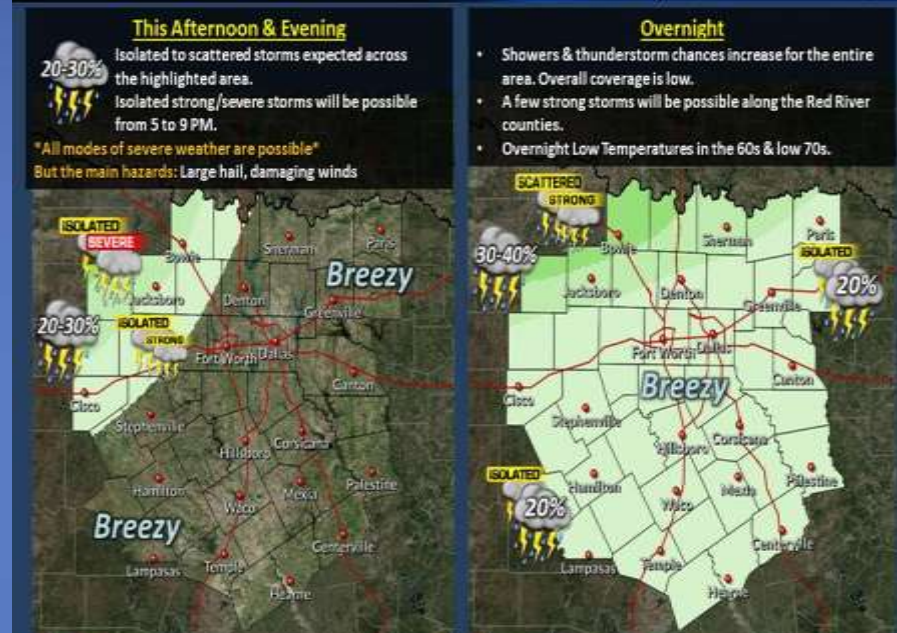 This Afternoon & Evening
20-30%
Isolated to scattered storms expected across
the highlighted area.
Isolated strong/severe storms will be possible
from 5 to 9 PM.
*All modes of severe weather are possible*
But the main hazards: Large hail, damaging winds
ISOLATED
SEVERE
Bowie
Sherman
Paris
Breezy
Jacksboro
Denton
Greenville
20-30%
ISOLATED
STRONG
Fort Worth
Dallas
Canton
Cisco
Stephenville
Hillsboro
Corsicana
Hamilton
Waco
Mexia
Palestine
Breezy
Centerville
Lampasas
Temple
Hearne
Overnight
• Showers & thunderstorm chances increase for the entire
area. Overall coverage is low.
• A few strong storms will be possible along the Red River
counties.
• Overnight Low Temperatures in the 60s & low 70s.
SCATTERED
STRONG
Bowie
Sherman
Paris
30-40%
ISOLATED
20%
Jacksboro
Denton
Greenville
Fort Worth
Dallas
Canton
Breezy
Cisco
Stephenville
Hillsboro
Corsicana
ISOLATED
20%
Hamilton
Waco
Mexia
Palestine
Centerville
Lampasas
Temple
Hearne